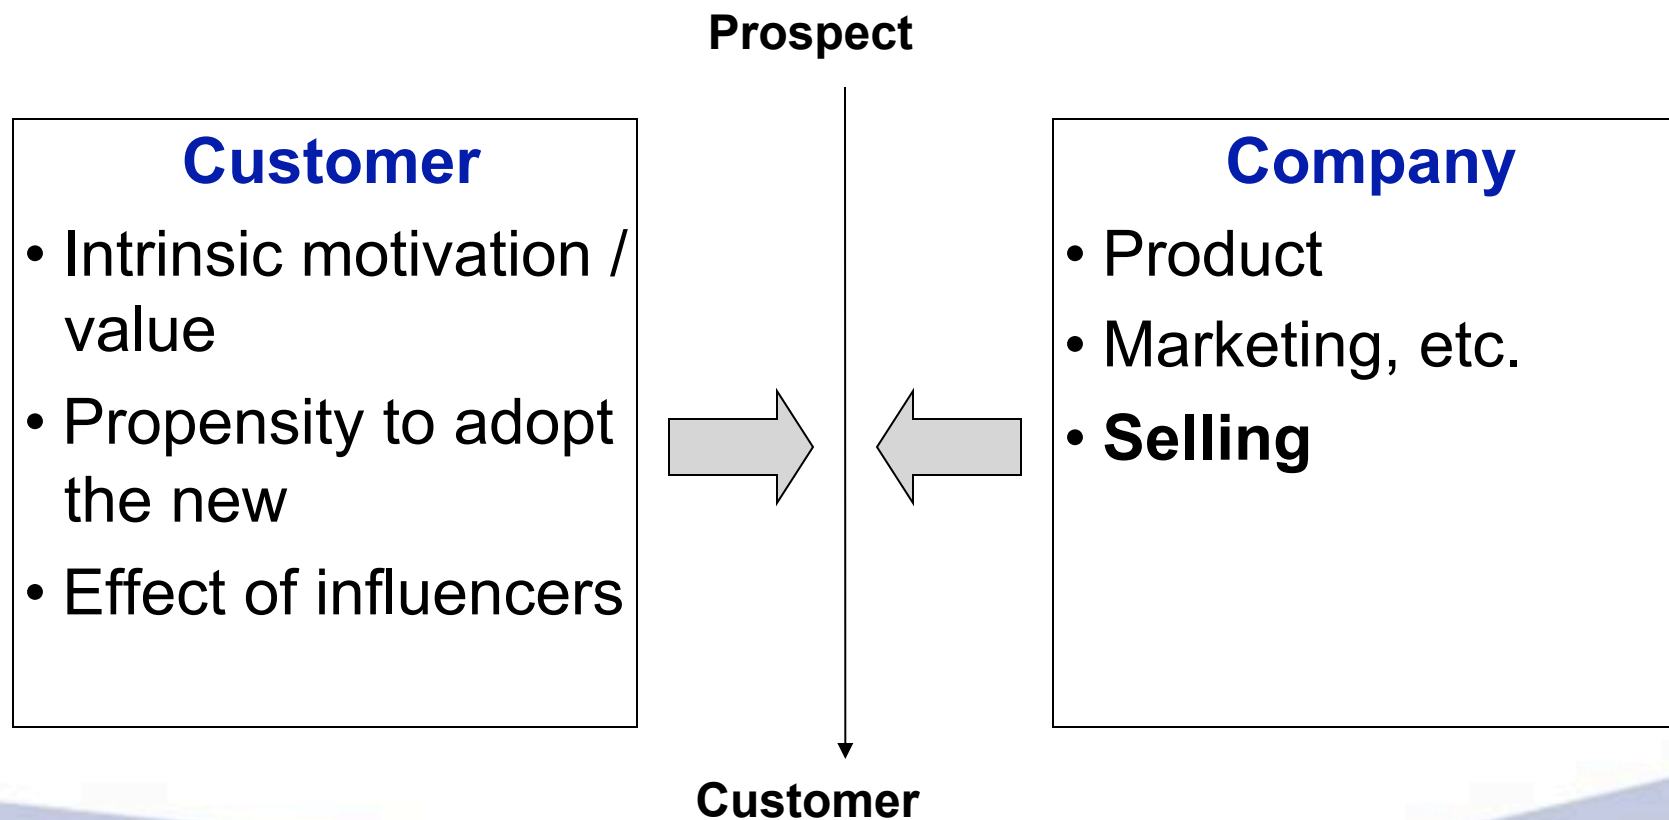 Prospect
Customer
• Intrinsic motivation /
value
• Propensity to adopt
the new
• Effect of influencers
Company
• Product
• Marketing, etc.
• Selling
Customer